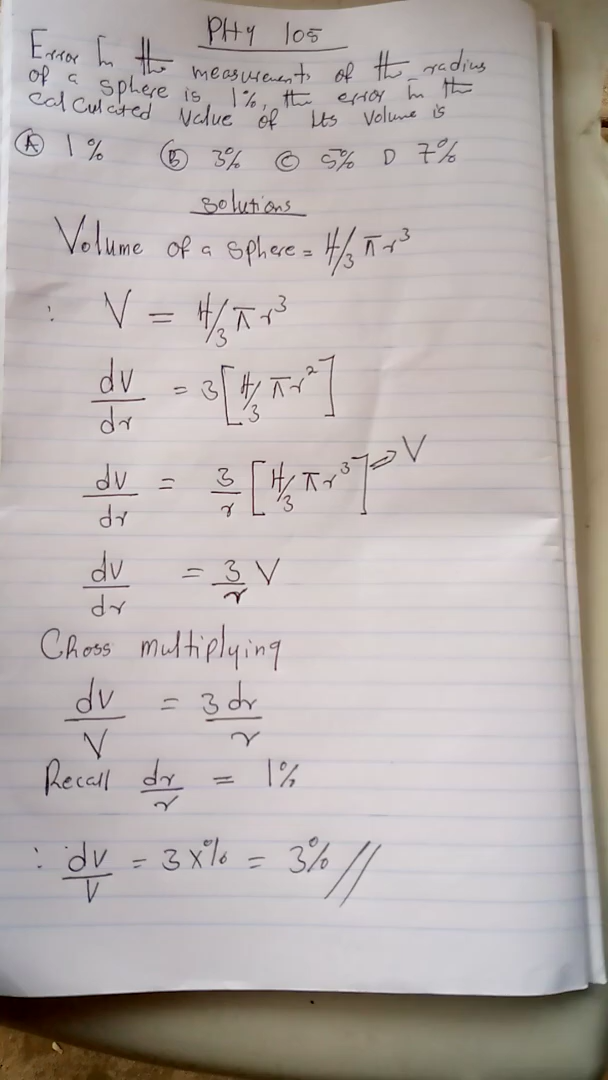 PHY 105
Error In the measurements of the radius
of a sphere is 1%, the error in the
calculated value of its volume is
Ⓐ 1% Ⓑ 3% Ⓒ 5% D 7%
Solutions
Volume of a sphere = 4/3 πr³
: V = 4/3 πr³
dv/dr = 3[4/3 πr²]
dv/dr = 3/r [4/3 πr³] ⇒ V
dv/dr = 3/r V
Chross multiplying
dv/V = 3dr/r
Recall dr/r = 1%
: dv/V = 3 x% = 3% //